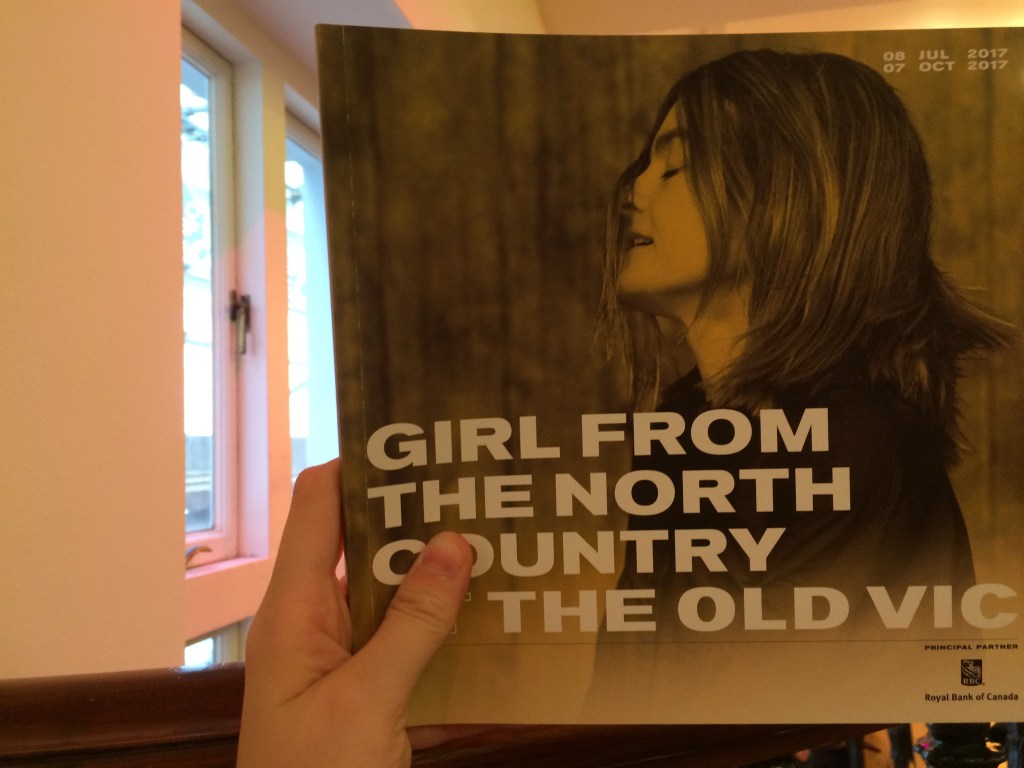 08 JUL 2017
07 OCT 2017
GIRL FROM
THE NORTH
COUNTRY
THE OLD VIC
PRINCIPAL PARTNER
RBC
Royal Bank of Canada